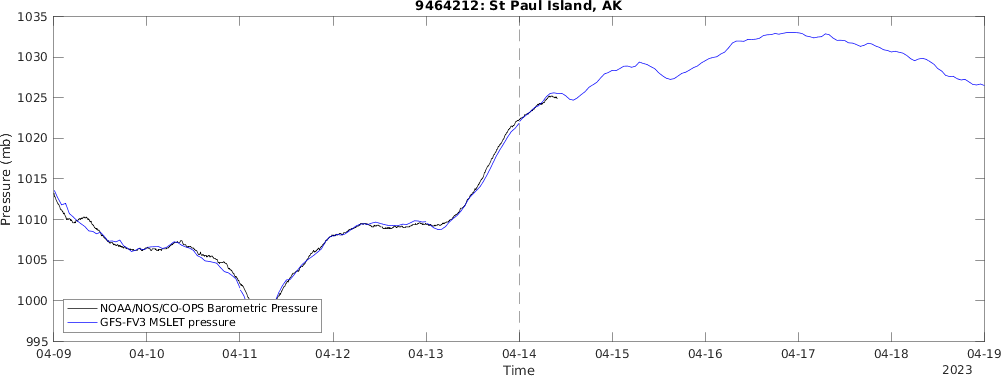 9464212: St Paul Island, AK
1035
1030
1025
1020
1015
1010
1005
1000
995
Pressure (mb)
NOAA/NOS/CO-OPS Barometric Pressure
GFS-FV3 MSLET pressure
04-09 04-10 04-11 04-12 04-13 04-14 04-15 04-16 04-17 04-18 04-19
Time
2023